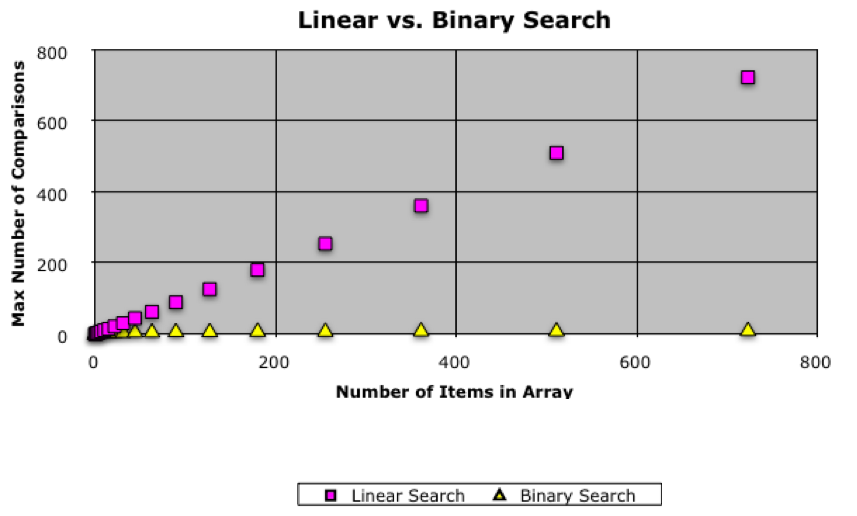 Linear vs. Binary Search
Max Number of Comparisons
800
600
400
200
0
0 200 400 600 800
Number of Items in Array
Linear Search Binary Search